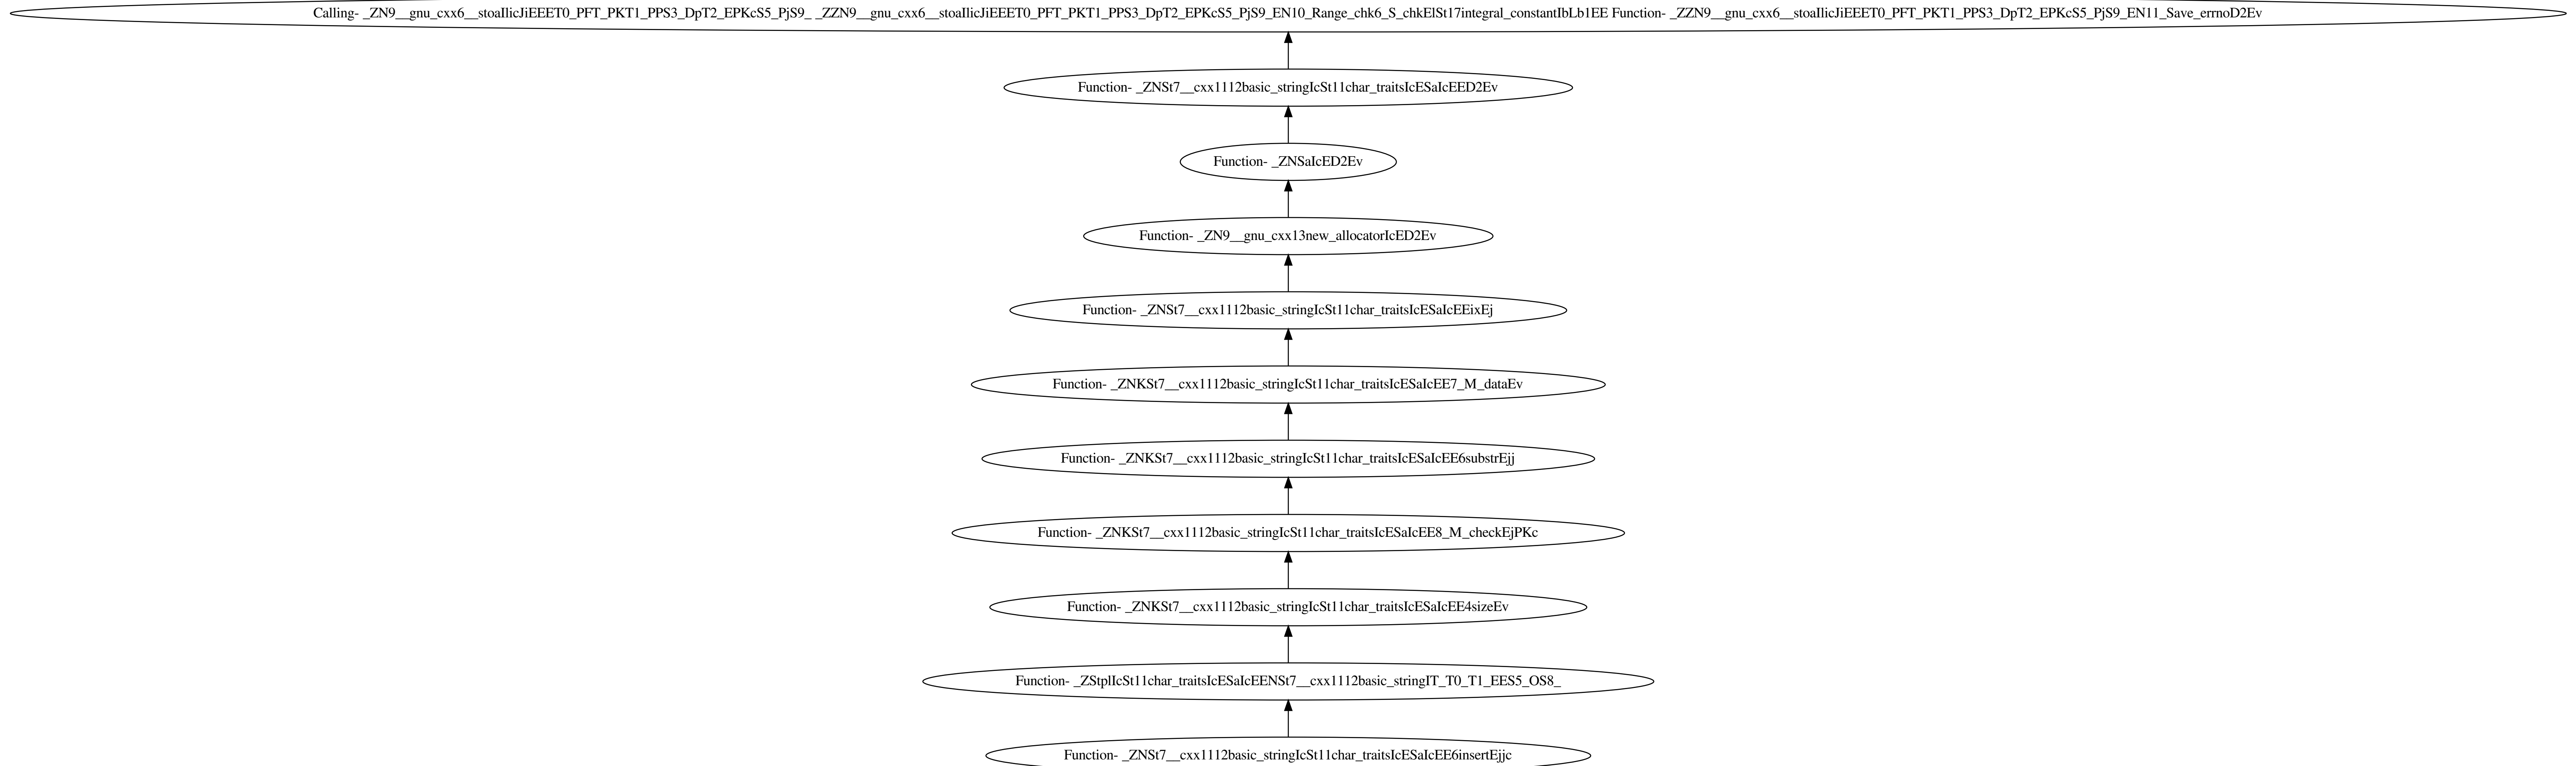 Calling- _ZN9__gnu_cxx6__stoaIlicJiEEET0_PFT_PKT1_PPS3_DpT2_EPKcS5_PjS9_ _ZZN9__gnu_cxx6__stoaIlicJiEEET0_PFT_PKT1_PPS3_DpT2_EPKcS5_PjS9_EN10_Range_chk6_S_chkElSt17integral_constantIbLb1EE Function- _ZZN9__gnu_cxx6__stoaIlicJiEEET0_PFT_PKT1_PPS3_DpT2_EPKcS5_PjS9_EN11_Save_errnoD2Ev
Function- _ZNSt7__cxx1112basic_stringIcSt11char_traitsIcESaIcEED2Ev
Function- _ZNSaIcED2Ev
Function- _ZN9__gnu_cxx13new_allocatorIcED2Ev
Function- _ZNSt7__cxx1112basic_stringIcSt11char_traitsIcESaIcEEixEj
Function- _ZNKSt7__cxx1112basic_stringIcSt11char_traitsIcESaIcEE7_M_dataEv
Function- _ZNKSt7__cxx1112basic_stringIcSt11char_traitsIcESaIcEE6substrEjj
Function- _ZNKSt7__cxx1112basic_stringIcSt11char_traitsIcESaIcEE8_M_checkEjPKc
Function- _ZNKSt7__cxx1112basic_stringIcSt11char_traitsIcESaIcEE4sizeEv
Function- _ZStplIcSt11char_traitsIcESaIcEENSt7__cxx1112basic_stringIT_T0_T1_EES5_OS8_
Function- _ZNSt7__cxx1112basic_stringIcSt11char_traitsIcESaIcEE6insertEjjc